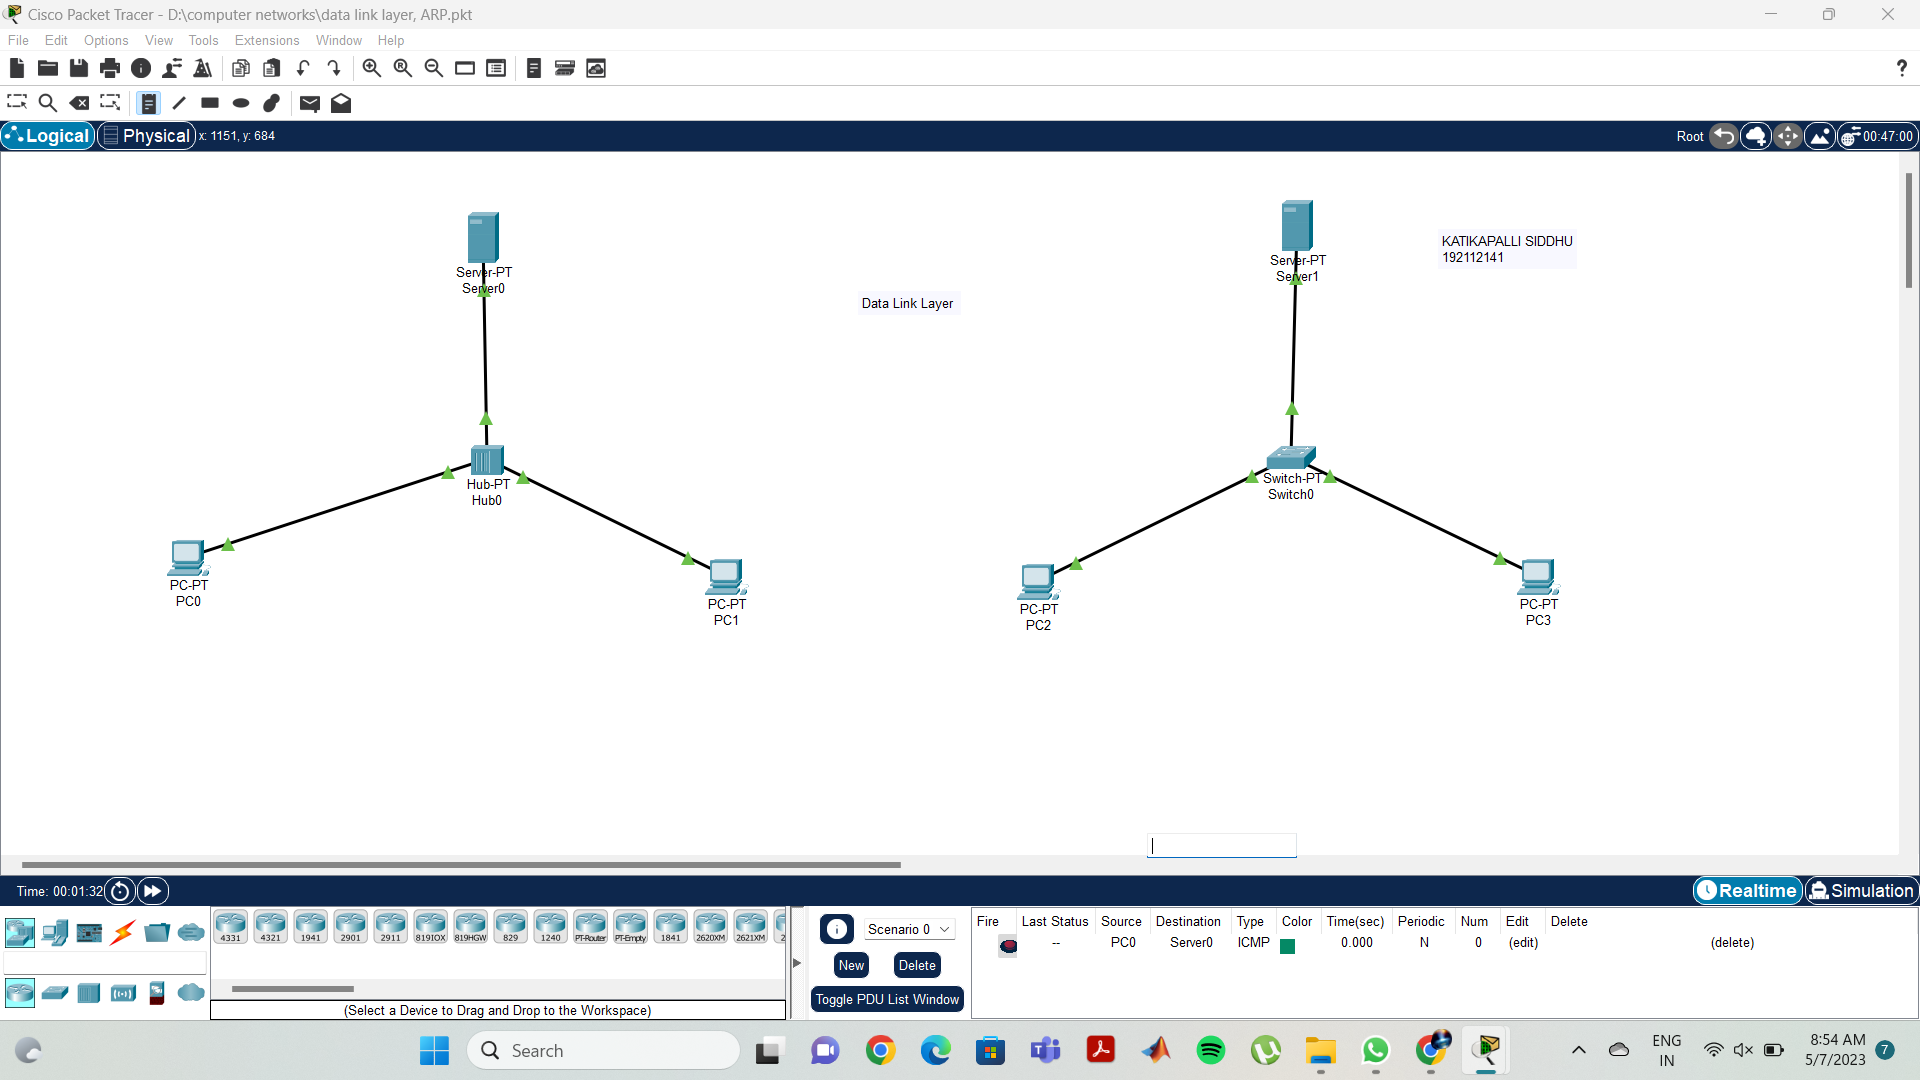 Cisco Packet Tracer - D:\computer networks\data link layer, ARP.pkt
File Edit Options View Tools Extensions Window Help
?
Logical Physical x: 1151, y: 684 Root 00:47:00
Server-PT
Server0
Server-PT
Server1
KATIKAPALLI SIDDHU
192112141
Data Link Layer
Hub-PT
Hub0
Switch-PT
Switch0
PC-PT
PC0
PC-PT
PC1
PC-PT
PC2
PC-PT
PC3
Time: 00:01:32 Realtime Simulation
4331 4321 1941 2901 2911 819IOX 819HGW 829 1240 PT-Router PT-Empty 1841 2620XM 2621XM
(Select a Device to Drag and Drop to the Workspace)
Scenario 0
New Delete
Toggle PDU List Window
Fire Last Status Source Destination Type Color Time(sec) Periodic Num Edit Delete
-- PC0 Server0 ICMP 0.000 N 0 (edit) (delete)
Search
ENG
IN
8:54 AM
5/7/2023
7